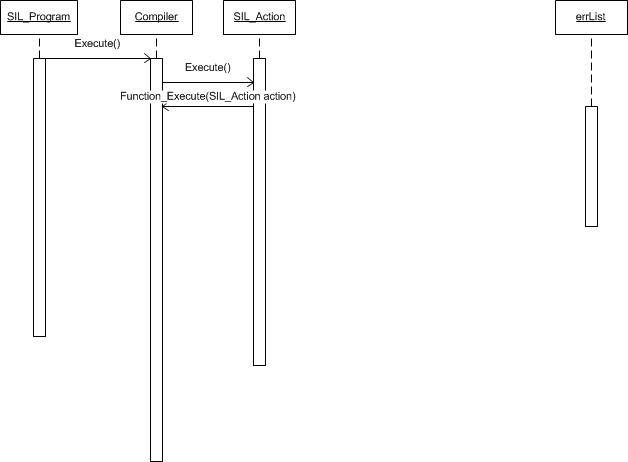 SIL_Program
Compiler
SIL_Action
errList
Execute()
Execute()
Function_Execute(SIL_Action action)